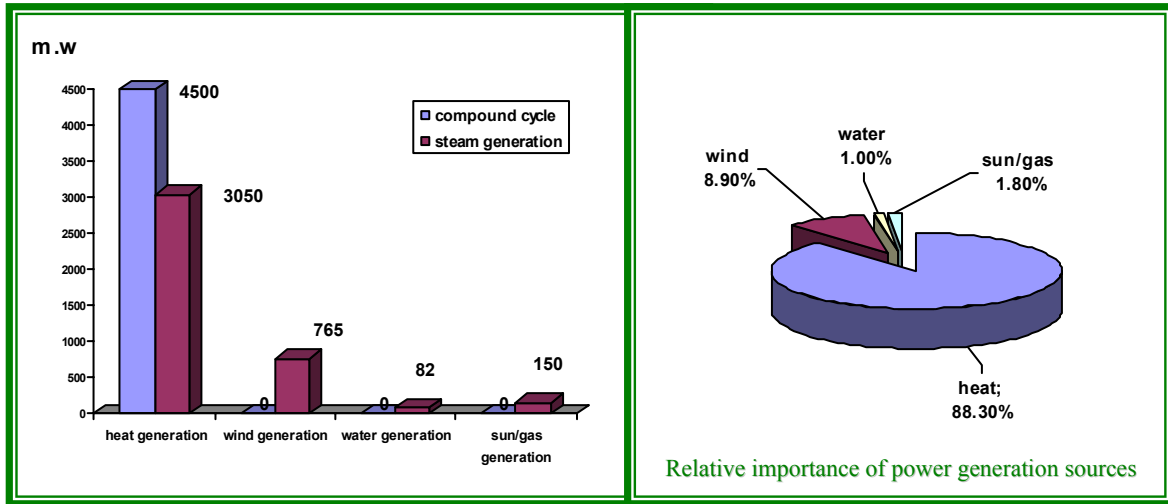 m.w
4500
4000
3500
3000
2500
2000
1500
1000
500
0
4500
3050
0
765
0
82
0
150
compound cycle
steam generation
heat generation
wind generation
water generation
sun/gas
generation
wind
8.90%
water
1.00%
sun/gas
1.80%
heat;
88.30%
Relative importance of power generation sources